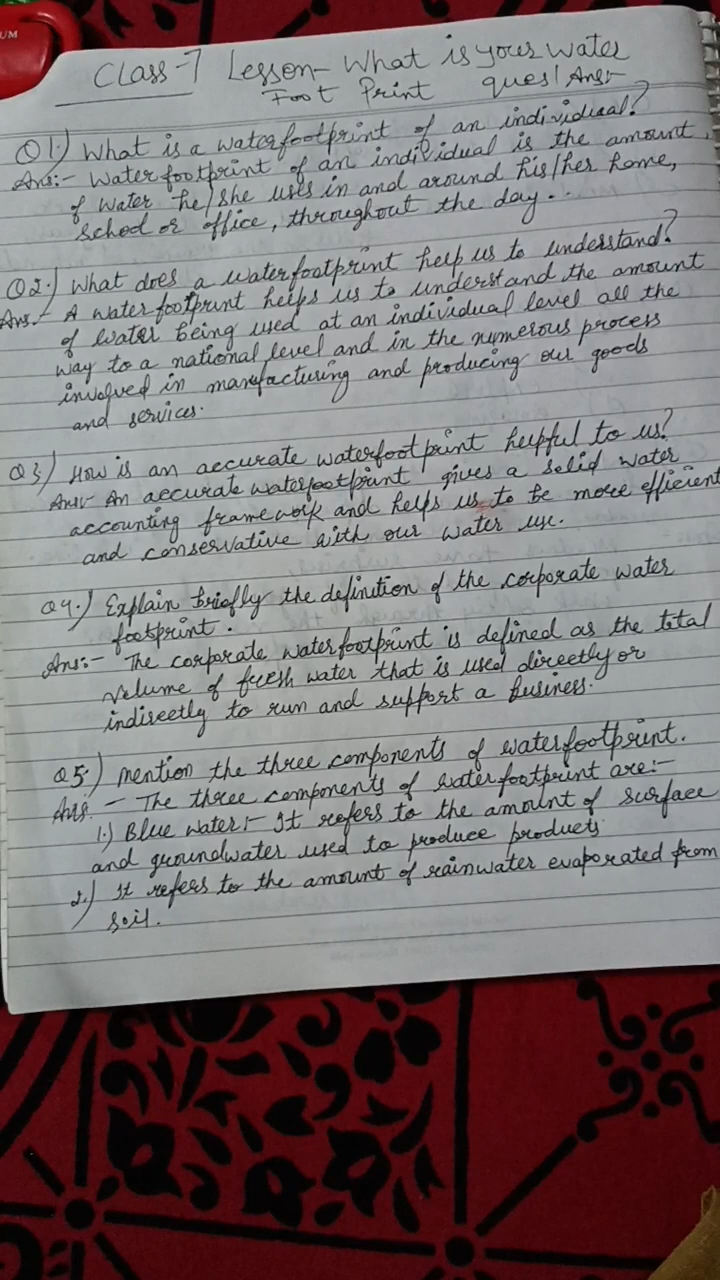 UM
Class-7 Lesson- What is your Water
Foot Print ques/Ans:-
Q1.) What is a waterfootprint of an individual?
Ans:- Waterfootprint of an individual is the amount
of water he/she uses in and around his/her home,
school or office, throughout the day..
Q2.) What does a waterfootprint help us to understand?
Ans.- A waterfootprint helps us to understand the amount
of water being used at an individual level all the
way to a national level and in the numerous process
involved in manufacturing and producing our goods
and services.
Q3) How is an accurate waterfootprint helpful to us?
Ans:- An accurate waterfootprint gives a solid water
accounting framework and helps us to be more efficient
and conservative with our water use.
Q4.) Explain briefly the definition of the corporate water
footprint.
Ans:- The corporate waterfootprint is defined as the total
volume of fresh water that is used directly or
indirectly to run and support a business.
Q5.) Mention the three components of waterfootprint.
Ans. - The three components of waterfootprint are:-
1.) Blue water:- It refers to the amount of surface
and groundwater used to produce products
2.) It refers to the amount of rainwater evaporated from
soil.